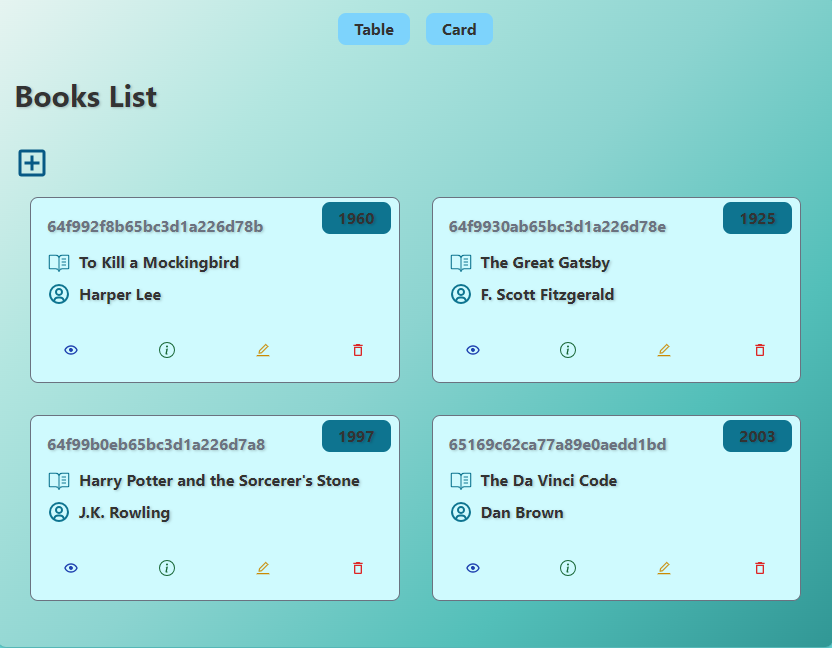 Table Card
Books List
64f992f8b65bc3d1a226d78b 1960
To Kill a Mockingbird
Harper Lee
64f9930ab65bc3d1a226d78e 1925
The Great Gatsby
F. Scott Fitzgerald
64f99b0eb65bc3d1a226d7a8 1997
Harry Potter and the Sorcerer's Stone
J.K. Rowling
65169c62ca77a89e0aedd1bd 2003
The Da Vinci Code
Dan Brown